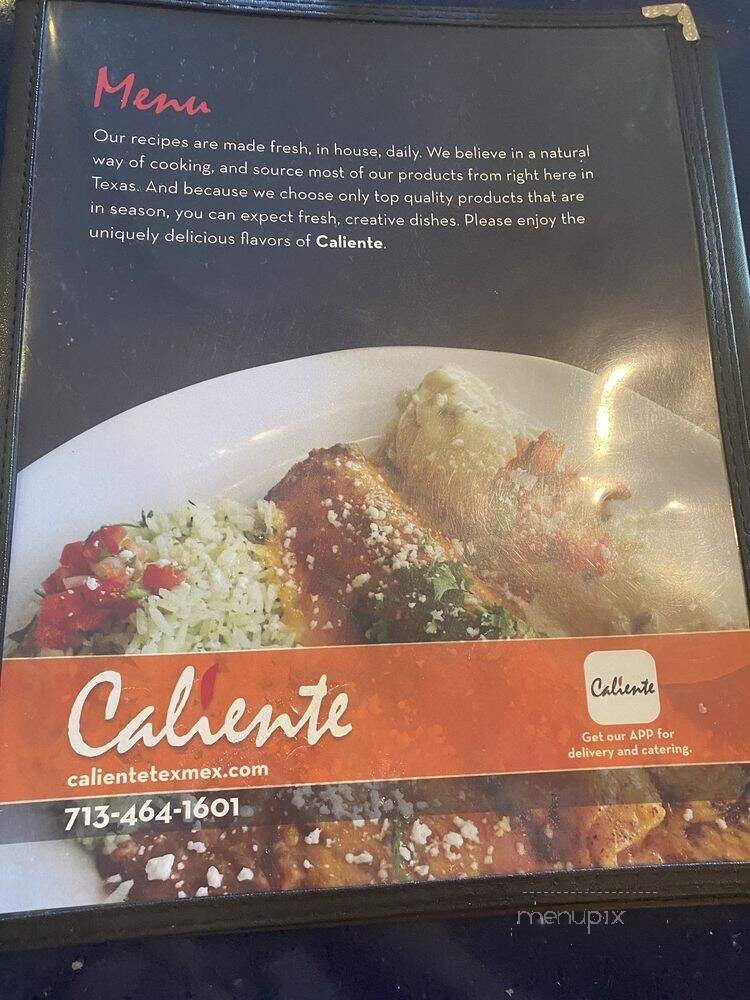 Menu
Our recipes are made fresh, in house, daily. We believe in a natural
way of cooking, and source most of our products from right here in
Texas. And because we choose only top quality products that are
in season, you can expect fresh, creative dishes. Please enjoy the
uniquely delicious flavors of Caliente.
Caliente
calientetexmex.com
713-464-1601
Caliente
Get our APP for
delivery and catering.
menupix